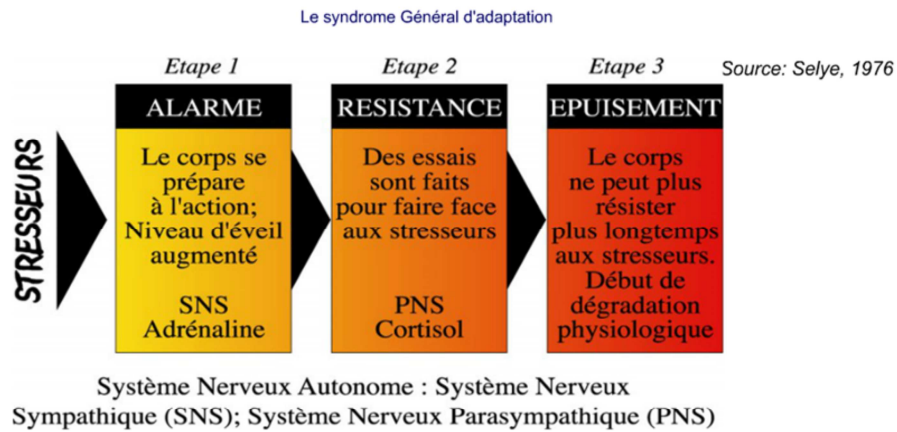 Le syndrome Général d'adaptation
Etape 1
Etape 2
Etape 3
Source: Selye, 1976
STRESSEURS
ALARME
Le corps se
prépare
à l'action;
Niveau d'éveil
augmenté
SNS
Adrénaline
RESISTANCE
Des essais
sont faits
pour faire face
aux stresseurs
PNS
Cortisol
EPUISEMENT
Le corps
ne peut plus
résister
plus longtemps
aux stresseurs.
Début de
dégradation
physiologique
Système Nerveux Autonome : Système Nerveux
Sympathique (SNS); Système Nerveux Parasympathique (PNS)